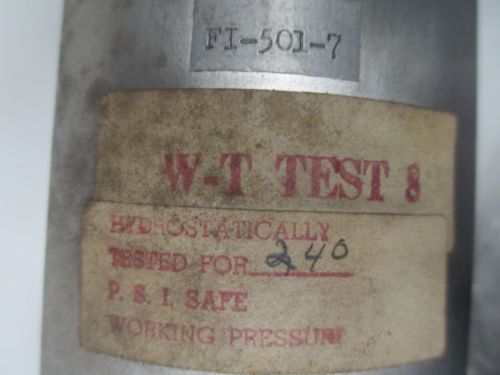 FI-501-7
W-T TEST 8
HYDROSTATICALLY
TESTED FOR 240
P. S. I. SAFE
WORKING PRESSURE